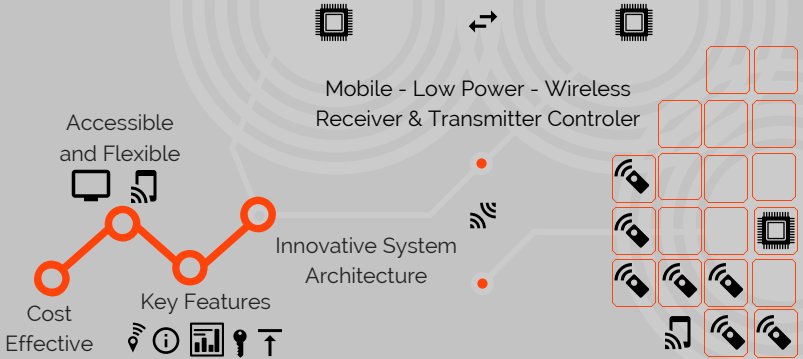 Mobile - Low Power - Wireless
Receiver & Transmitter Controler
Accessible
and Flexible
Innovative System
Architecture
Key Features
Cost
Effective